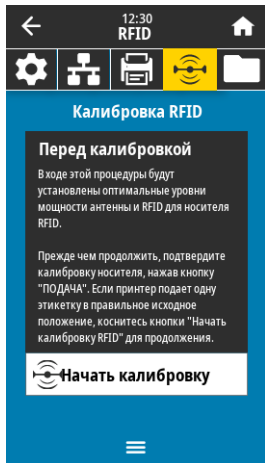 12:30
RFID
Калибровка RFID
Перед калибровкой
В ходе этой процедуры будут
установлены оптимальные уровни
мощности антенны и RFID для носителя
RFID.
Прежде чем продолжить, подтвердите
калибровку носителя, нажав кнопку
"ПОДАЧА". Если принтер подает одну
этикетку в правильное исходное
положение, коснитесь кнопки "Начать
калибровку RFID" для продолжения.
Начать калибровку